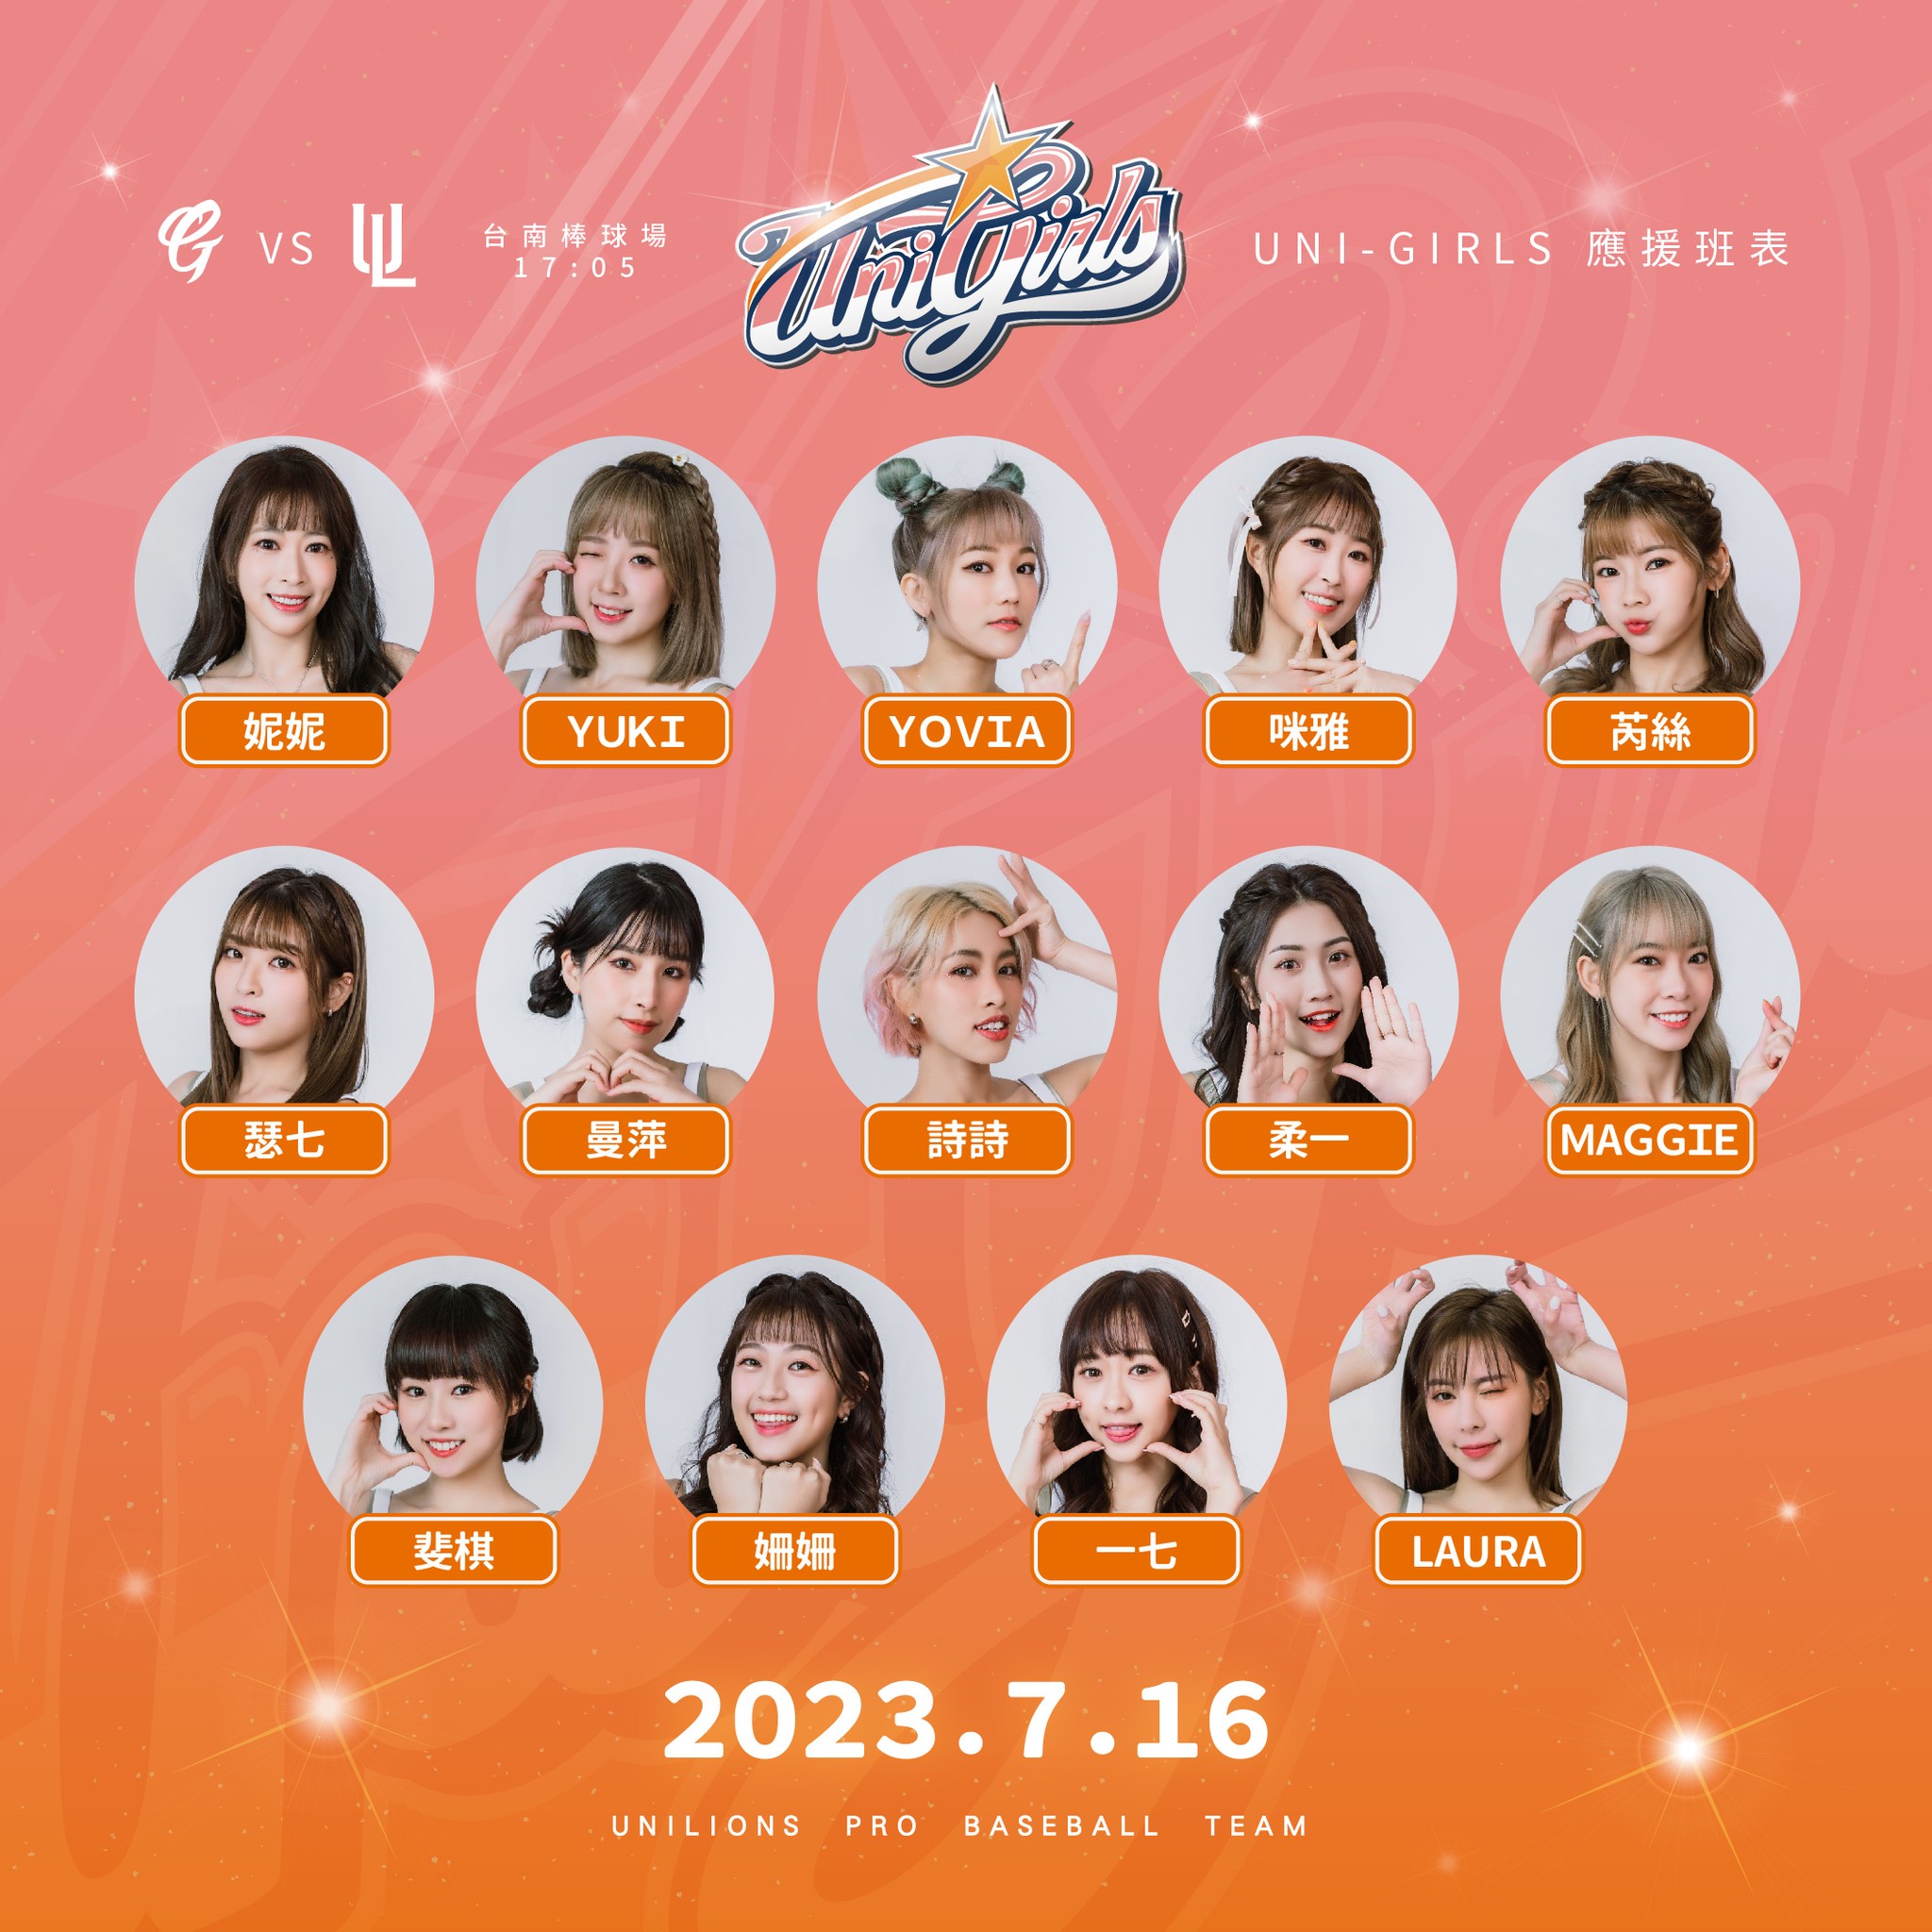 G VS UL
台南棒球場
17:05
UniGirls
UNI-GIRLS 應援班表
妮妮
YUKI
YOVIA
咪雅
芮絲
瑟七
曼萍
詩詩
柔一
MAGGIE
斐棋
姍姍
一七
LAURA
2023.7.16
UNILIONS PRO BASEBALL TEAM